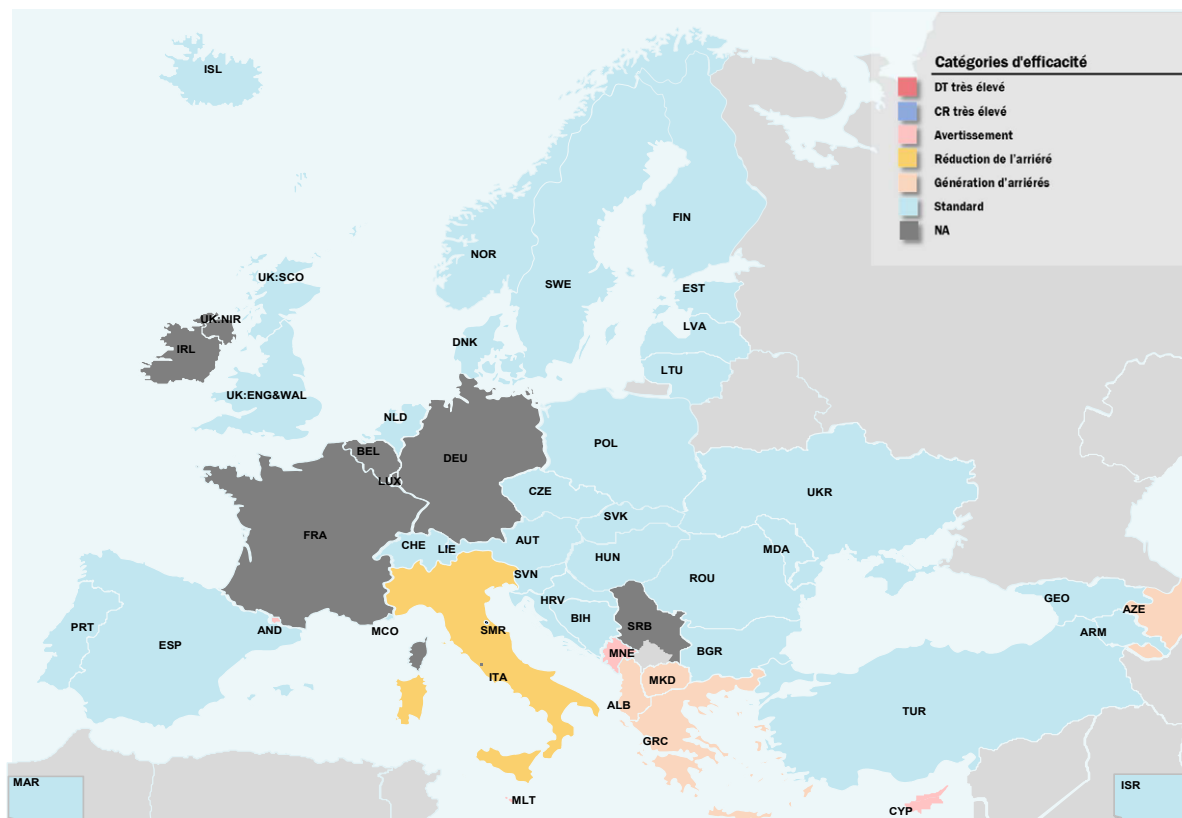 Catégories d'efficacité
DT très élevé
CR très élevé
Avertissement
Réduction de l'arriéré
Génération d'arriérés
Standard
NA
ISL
FIN
NOR
UK:SCO
SWE
EST
UK:NIR
LVA
DNK
IRL
LTU
UK:ENG&WAL
NLD
POL
BEL
DEU
LUX
CZE
UKR
SVK
FRA
AUT
CHE
LIE
MDA
HUN
SVN
ROU
GEO
HRV
AZE
BIH
PRT
SRB
AND
MCO
SMR
ARM
ESP
BGR
MNE
ITA
MKD
ALB
TUR
GRC
MAR
ISR
MLT
CYP